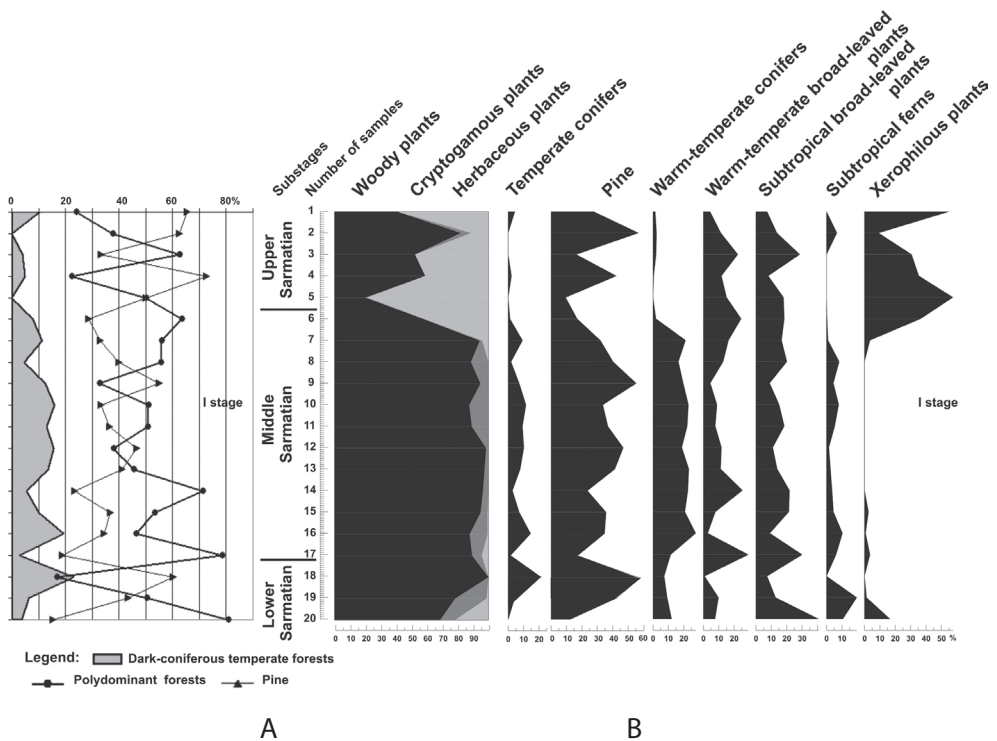 Substages
Number of samples
Woody plants
Cryptogamous plants
Herbaceous plants
Temperate conifers
Pine
Warm-temperate conifers
Warm-temperate broad-leaved
plants
Subtropical broad-leaved
plants
Subtropical ferns
Xerophilous plants
0 20 40 60 80%
Upper
Sarmatian
Middle
Sarmatian
Lower
Sarmatian
1
2
3
4
5
6
7
8
9
10
11
12
13
14
15
16
17
18
19
20
I stage
I stage
0 20 40 60 80
0 10 20
0 10 20 30 40 50 60
0 10 20
0 10 20
0 10 20 30
0 10
0 10 20 30 40 50 %
Legend: Dark-coniferous temperate forests
Polydominant forests Pine
A B